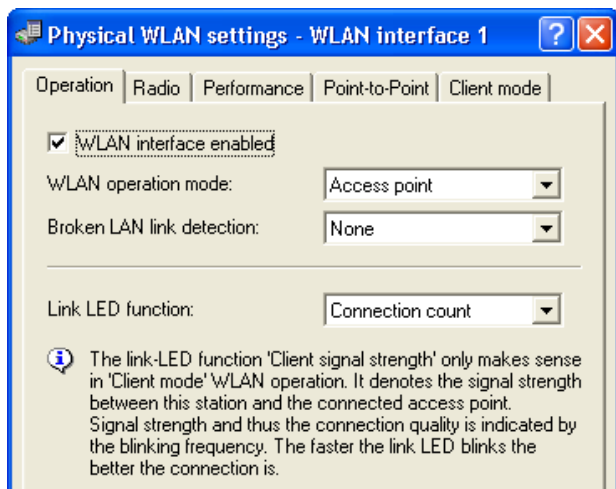 Physical WLAN settings - WLAN interface 1
Operation Radio Performance Point-to-Point Client mode
WLAN interface enabled
WLAN operation mode: Access point
Broken LAN link detection: None
Link LED function: Connection count
The link-LED function 'Client signal strength' only makes sense
in 'Client mode' WLAN operation. It denotes the signal strength
between this station and the connected access point.
Signal strength and thus the connection quality is indicated by
the blinking frequency. The faster the link LED blinks the
better the connection is.